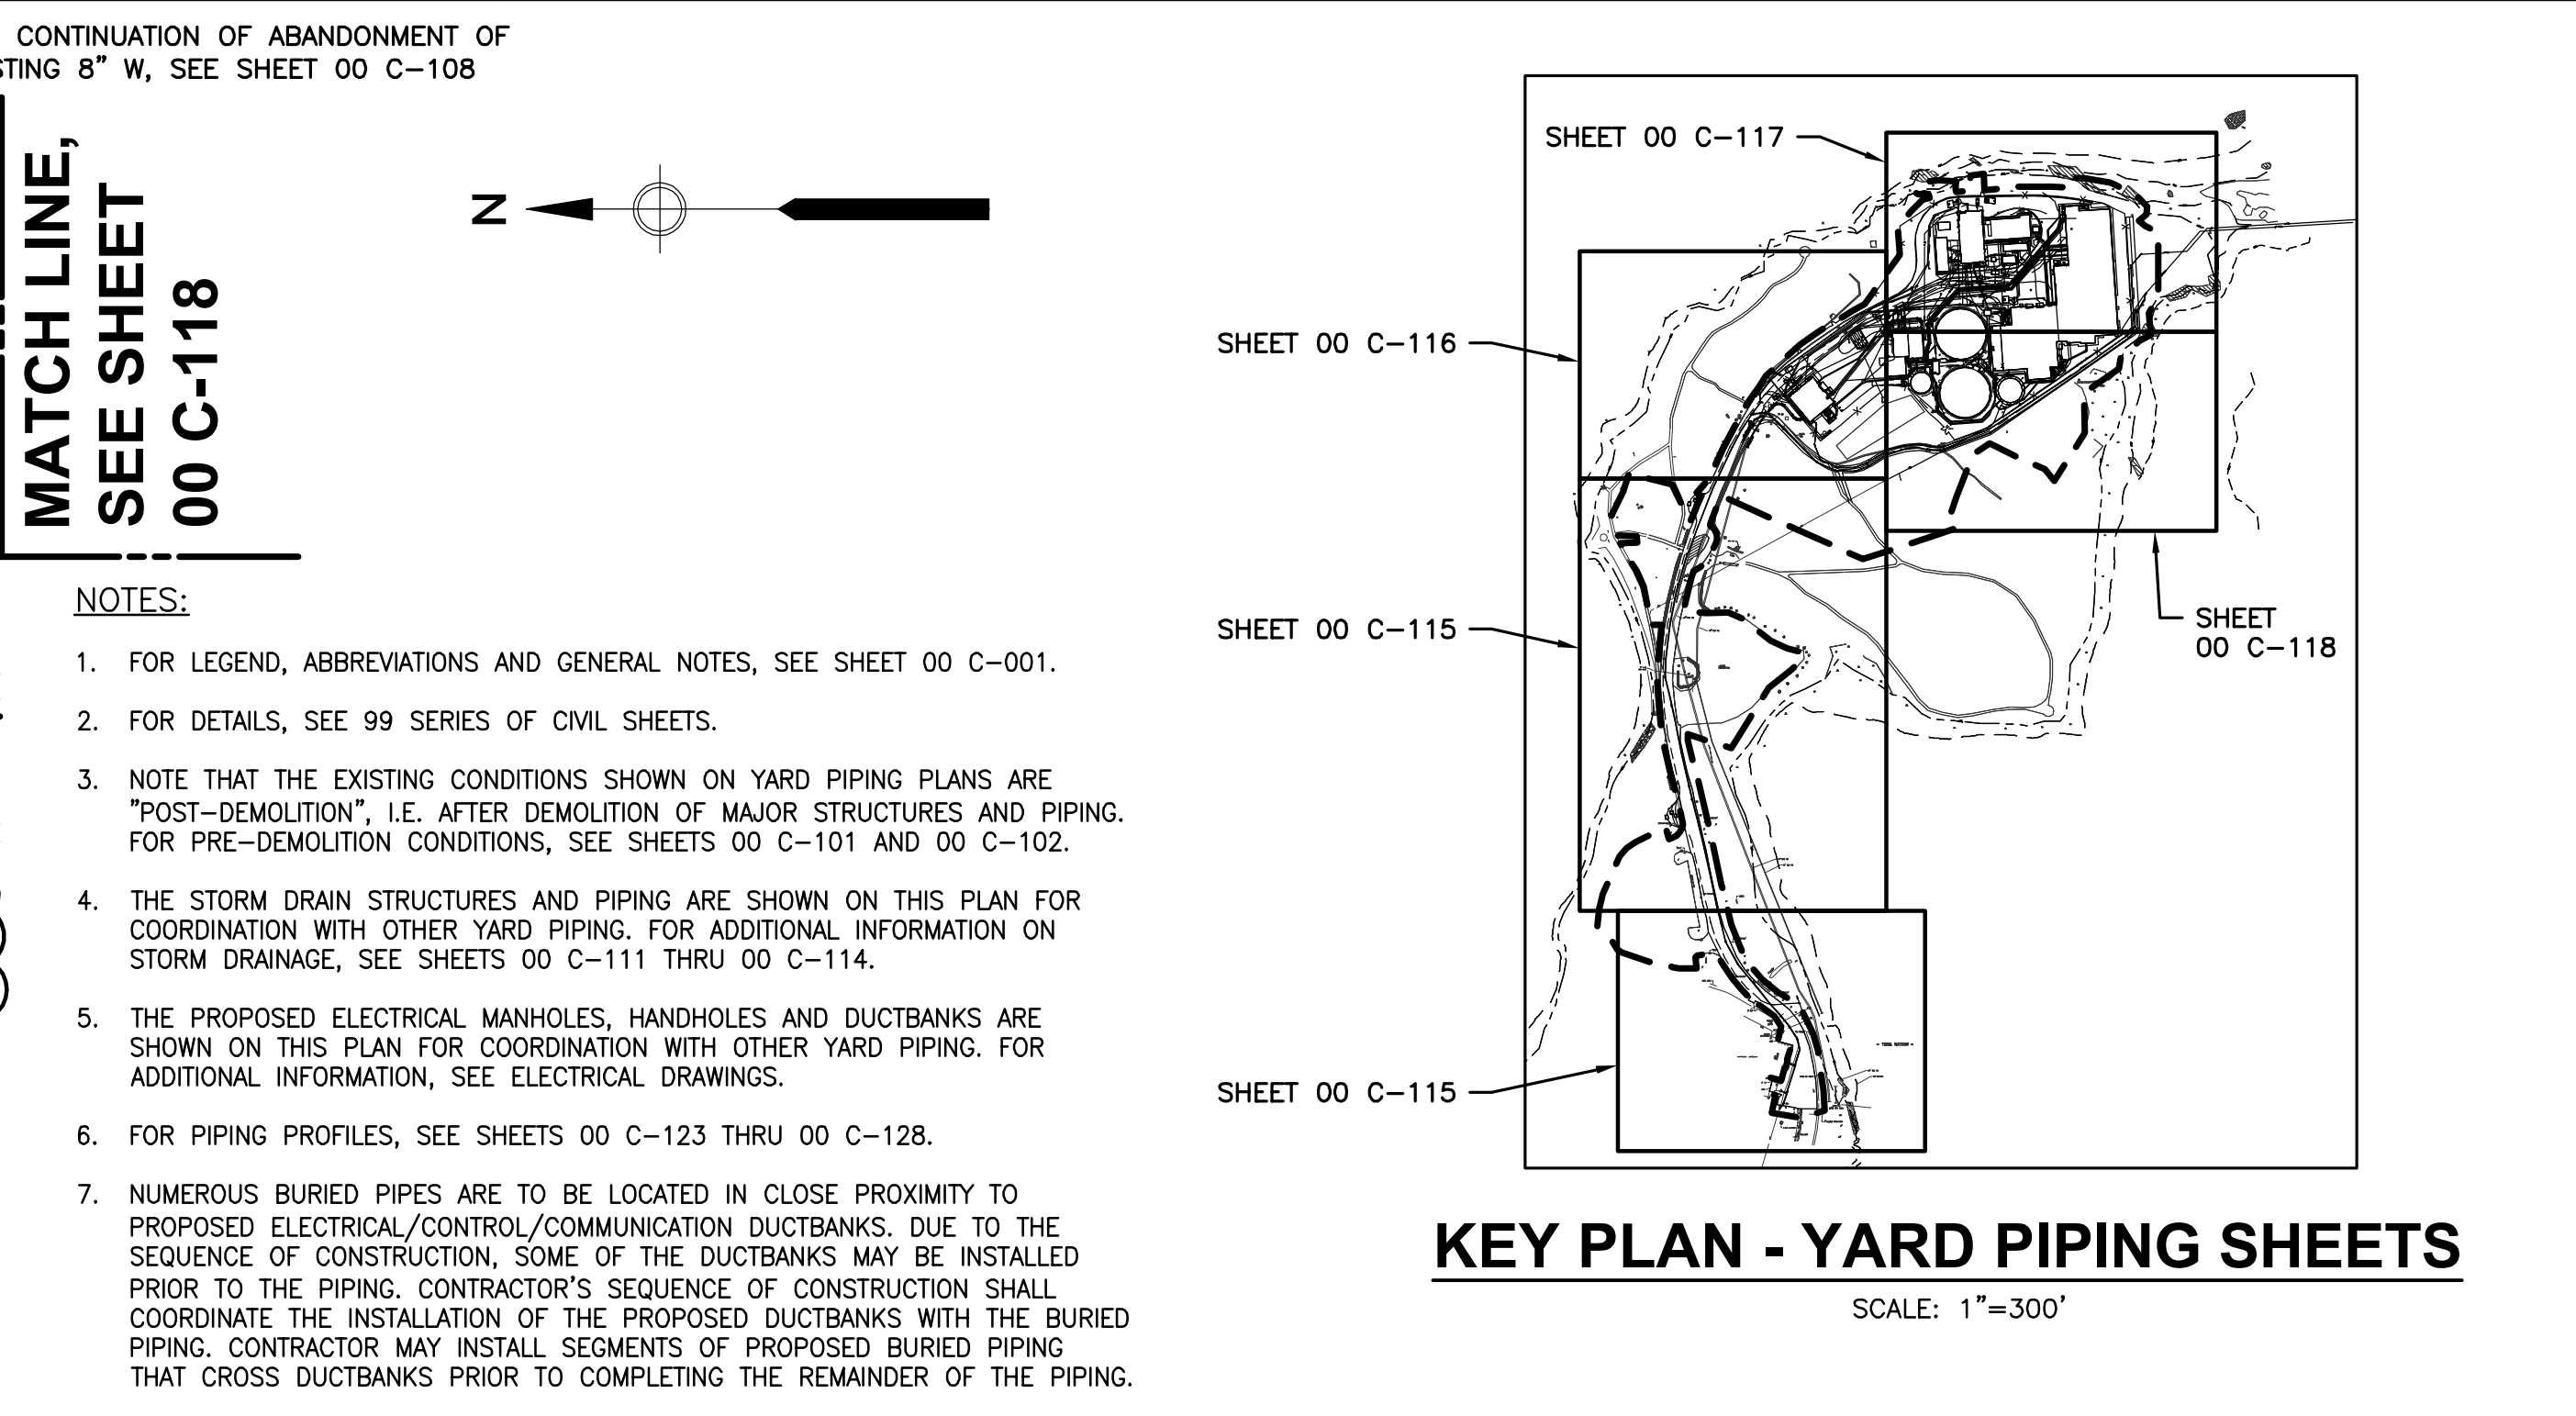 CONTINUATION OF ABANDONMENT OF
STING 8" W, SEE SHEET 00 C-108
MATCH LINE,
SEE SHEET
00 C-118
N
NOTES:
1. FOR LEGEND, ABBREVIATIONS AND GENERAL NOTES, SEE SHEET 00 C-001.
2. FOR DETAILS, SEE 99 SERIES OF CIVIL SHEETS.
3. NOTE THAT THE EXISTING CONDITIONS SHOWN ON YARD PIPING PLANS ARE
"POST-DEMOLITION", I.E. AFTER DEMOLITION OF MAJOR STRUCTURES AND PIPING.
FOR PRE-DEMOLITION CONDITIONS, SEE SHEETS 00 C-101 AND 00 C-102.
4. THE STORM DRAIN STRUCTURES AND PIPING ARE SHOWN ON THIS PLAN FOR
COORDINATION WITH OTHER YARD PIPING. FOR ADDITIONAL INFORMATION ON
STORM DRAINAGE, SEE SHEETS 00 C-111 THRU 00 C-114.
5. THE PROPOSED ELECTRICAL MANHOLES, HANDHOLES AND DUCTBANKS ARE
SHOWN ON THIS PLAN FOR COORDINATION WITH OTHER YARD PIPING. FOR
ADDITIONAL INFORMATION, SEE ELECTRICAL DRAWINGS.
6. FOR PIPING PROFILES, SEE SHEETS 00 C-123 THRU 00 C-128.
7. NUMEROUS BURIED PIPES ARE TO BE LOCATED IN CLOSE PROXIMITY TO
PROPOSED ELECTRICAL/CONTROL/COMMUNICATION DUCTBANKS. DUE TO THE
SEQUENCE OF CONSTRUCTION, SOME OF THE DUCTBANKS MAY BE INSTALLED
PRIOR TO THE PIPING. CONTRACTOR'S SEQUENCE OF CONSTRUCTION SHALL
COORDINATE THE INSTALLATION OF THE PROPOSED DUCTBANKS WITH THE BURIED
PIPING. CONTRACTOR MAY INSTALL SEGMENTS OF PROPOSED BURIED PIPING
THAT CROSS DUCTBANKS PRIOR TO COMPLETING THE REMAINDER OF THE PIPING.
SHEET 00 C-117
SHEET 00 C-116
SHEET 00 C-115
SHEET
00 C-118
SHEET 00 C-115
KEY PLAN - YARD PIPING SHEETS
SCALE: 1"=300'